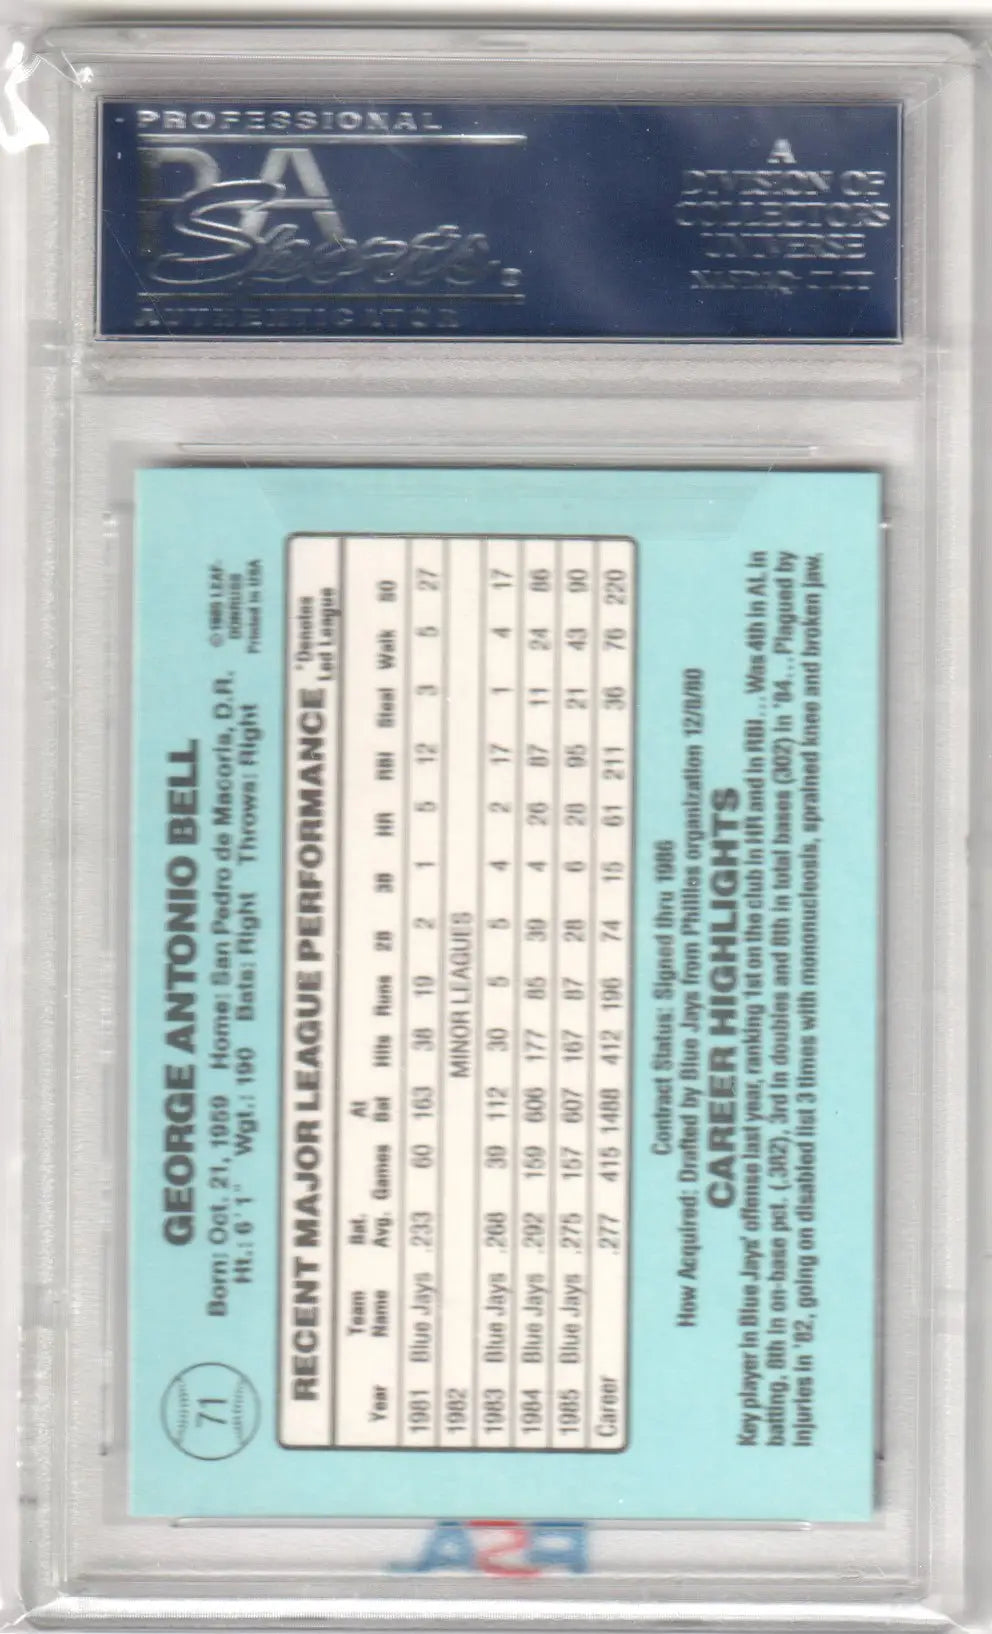 PROFESSIONAL
PSA
Sports
AUTHENTICATOR
A
DIVISION OF
COLLECTORS
UNIVERSE
71
GEORGE ANTONIO BELL
Born: Oct. 21, 1959 Home: San Pedro de Macoris, D.R.
Ht.: 6'1" Wgt.: 190 Bats: Right Throws: Right
©1985 LEAF-
DONRUSS
Printed in USA
RECENT MAJOR LEAGUE PERFORMANCE
*Denotes
Led League
Year Team Name Bat. Avg. Games At Bat Hits Runs 2B 3B HR RBI Steal Walk SO
1981 Blue Jays .233 60 163 38 19 2 1 5 12 3 5 27
1982 MINOR LEAGUES
1983 Blue Jays .268 39 112 30 5 5 4 2 17 1 4 17
1984 Blue Jays .292 159 606 177 85 39 4 26 87 11 24 86
1985 Blue Jays .275 157 607 167 87 28 6 28 95 21 43 90
Career .277 415 1488 412 196 74 15 61 211 36 76 220
Contract Status: Signed thru 1986
How Acquired: Drafted by Blue Jays from Phillies organization 12/8/80
CAREER HIGHLIGHTS
Key player in Blue Jays' offense last year, ranking 1st on the club in HR and in RBI... Was 4th in AL in
batting, 8th in on-base pct. (.382), 3rd in doubles and 8th in total bases (302) in '84... Plagued by
injuries in '82, going on disabled list 3 times with mononucleosis, sprained knee and broken jaw.
PSA